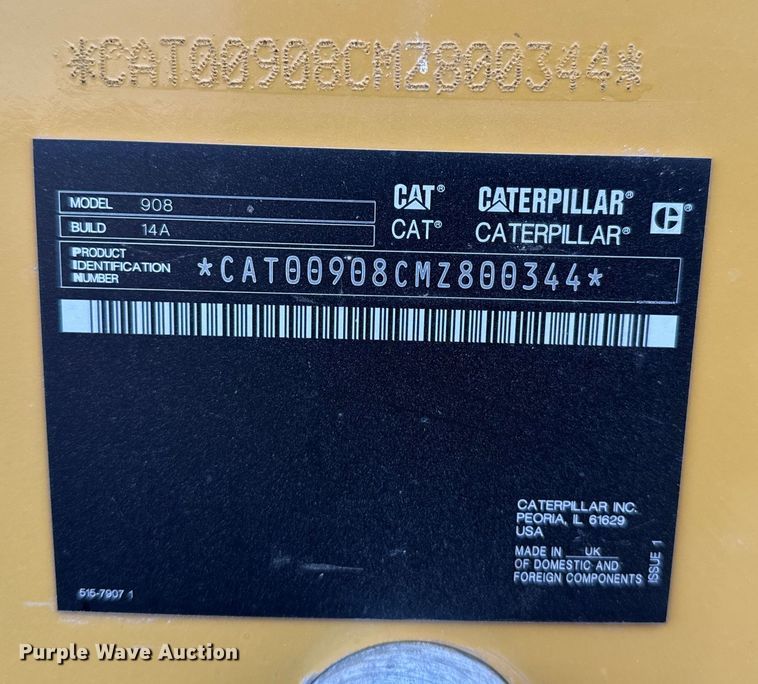 *CAT00908CMZ800344*
CAT® CATERPILLAR®
MODEL 908
BUILD 14A
CAT® CATERPILLAR®
C®
PRODUCT
IDENTIFICATION
NUMBER
*CAT00908CMZ800344*
CATERPILLAR INC.
PEORIA, IL 61629
USA
MADE IN UK
OF DOMESTIC AND
FOREIGN COMPONENTS
ISSUE 1
515-7907 1
Purple Wave Auction